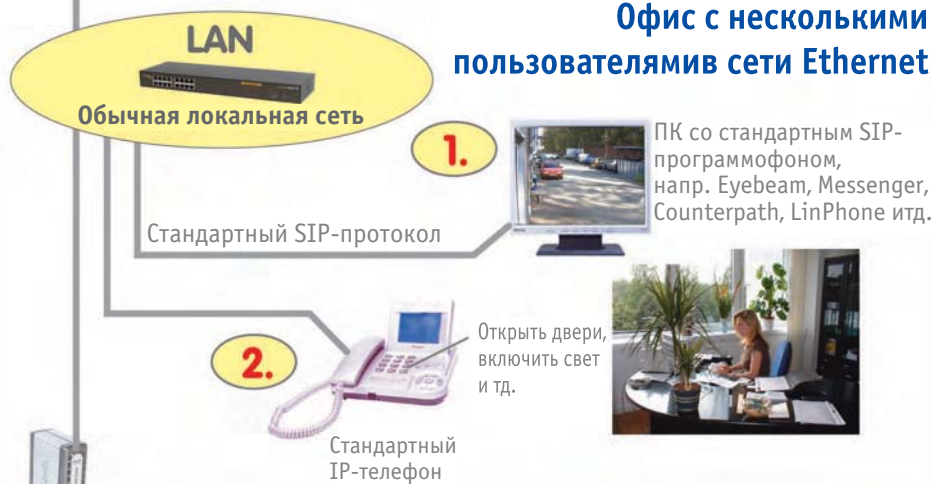 Офис с несколькими
пользователямив сети Ethernet
LAN
Обычная локальная сеть
1.
ПК со стандартным SIP-
программофоном,
напр. Eyebeam, Messenger,
Counterpath, LinPhone итд.
Стандартный SIP-протокол
2.
Открыть двери,
включить свет
и тд.
Стандартный
IP-телефон